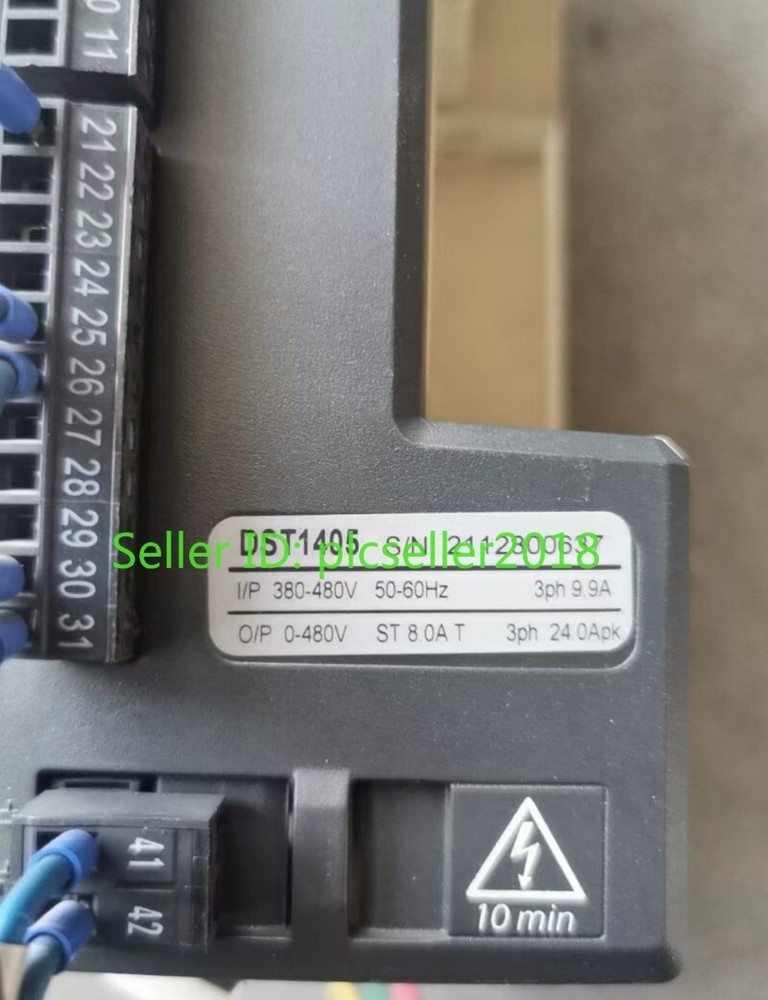 11
21 22 23 24 25 26 27 28 29 30 31
DST1405 S/N 2112800637
Seller ID: picseller2018
I/P 380-480V 50-60Hz 3ph 9.9A
O/P 0-480V ST 8.0A T 3ph 24.0Apk
41
42
10 min